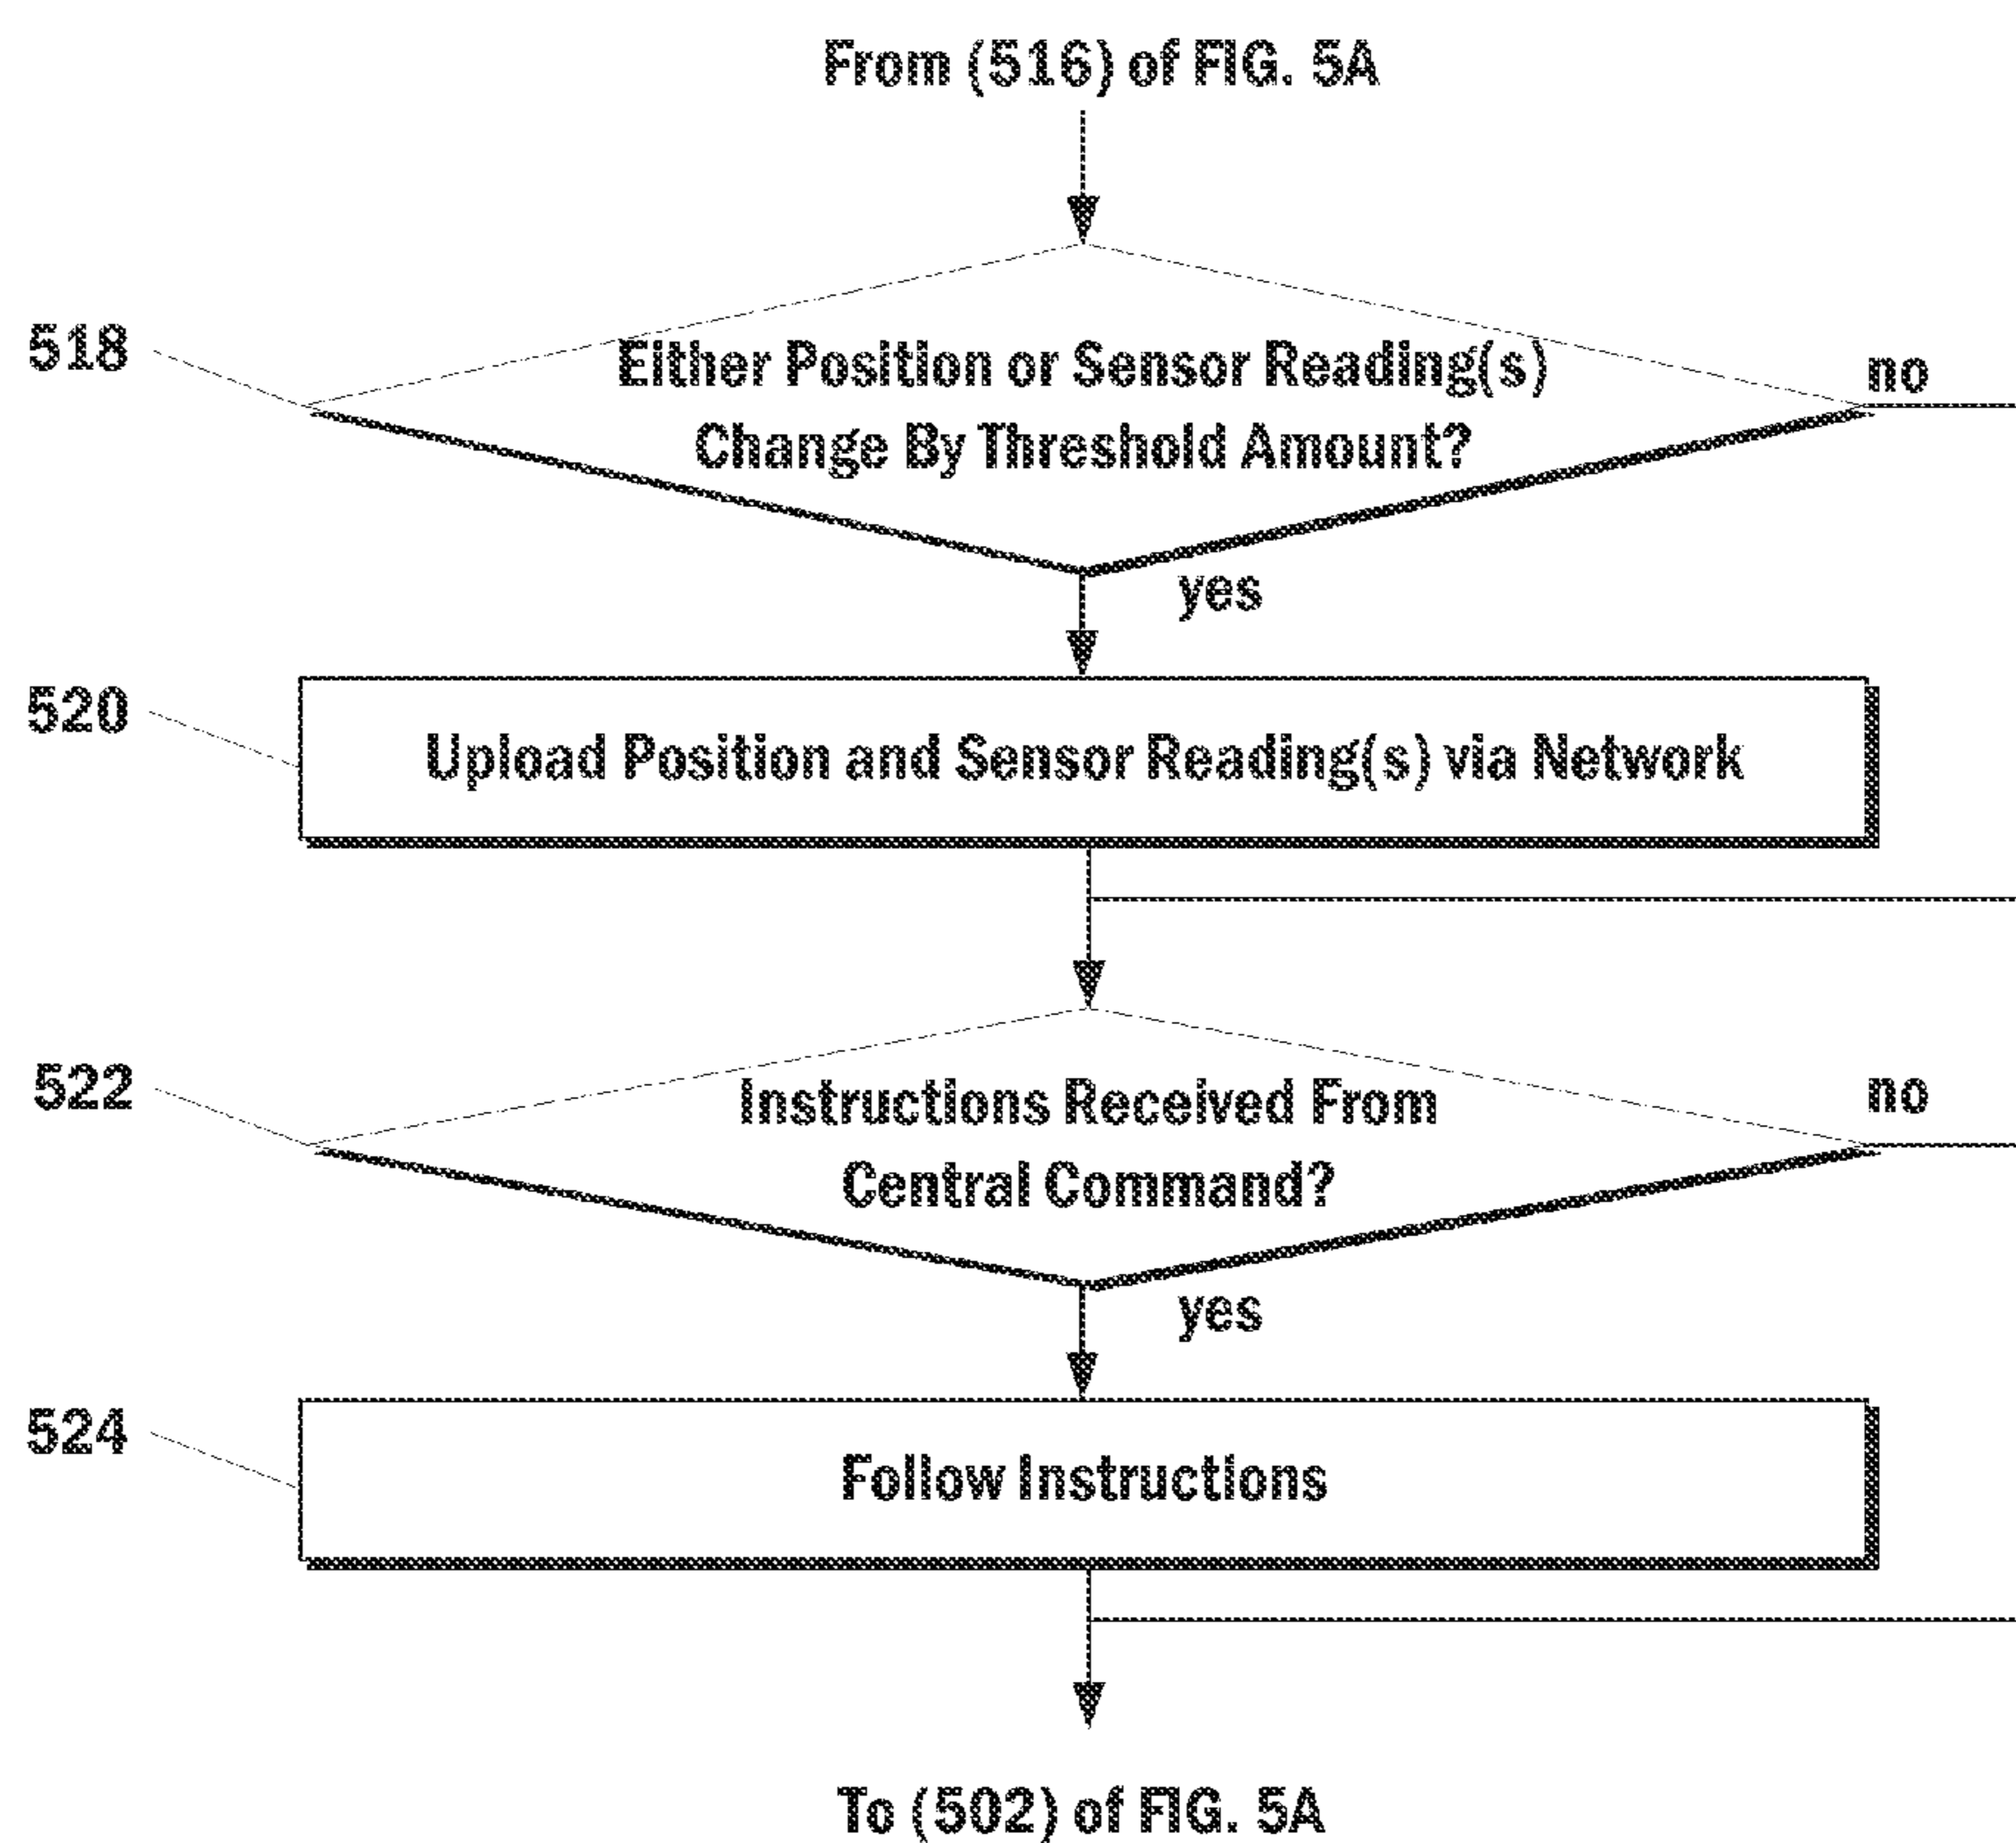 From (516) of FIG. 5A
518
Either Position or Sensor Reading(s)
Change By Threshold Amount?
no
yes
520
Upload Position and Sensor Reading(s) via Network
522
Instructions Received From
Central Command?
no
yes
524
Follow Instructions
To (502) of FIG. 5A